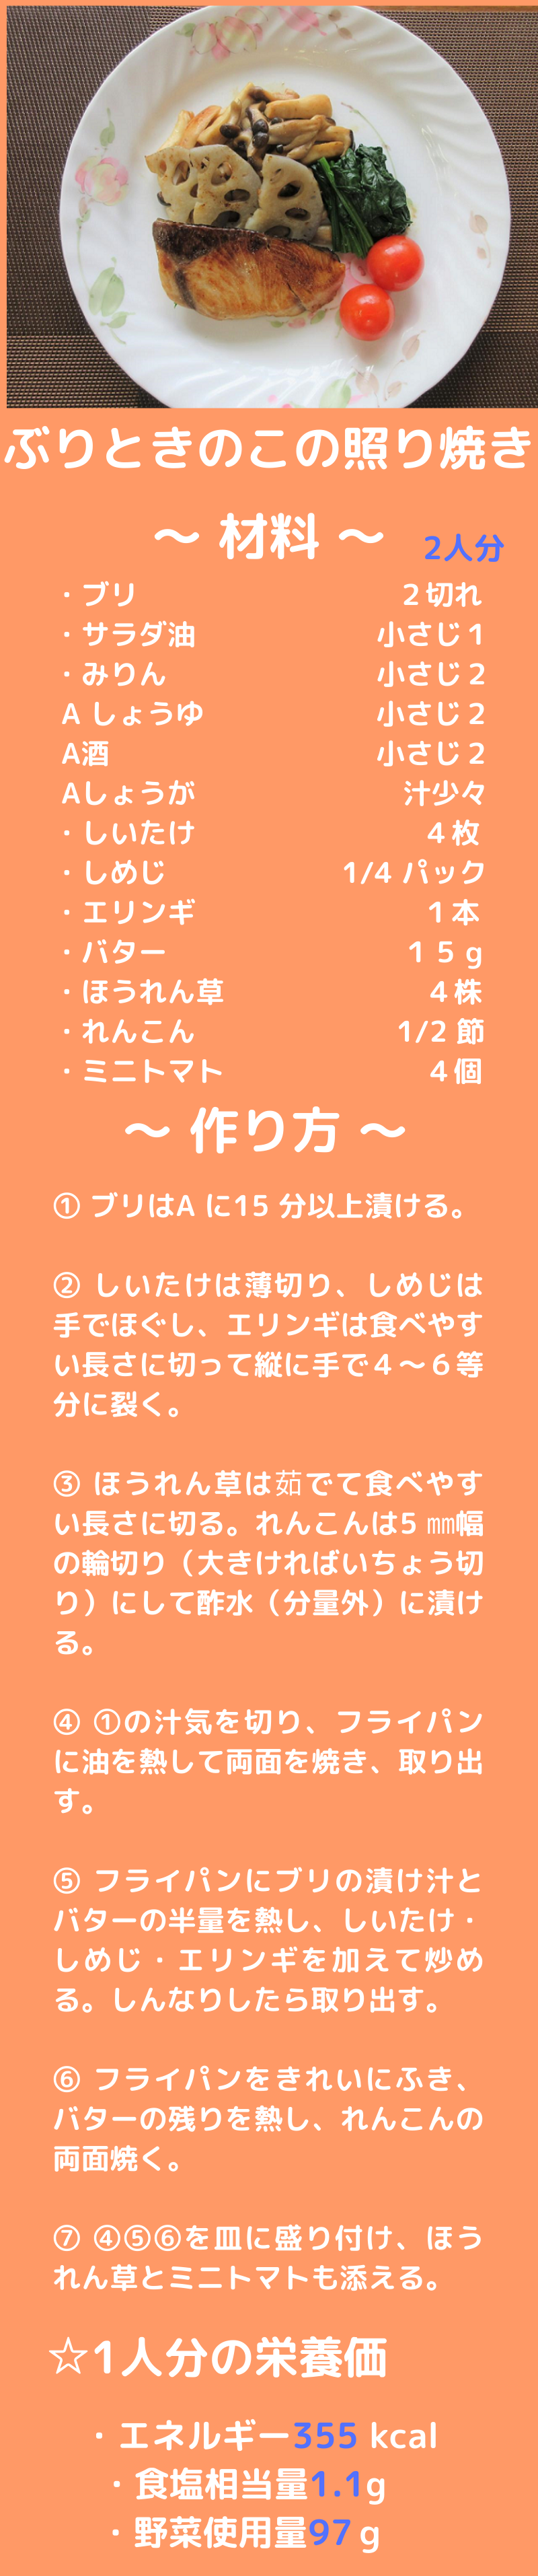 ぶりときのこの照り焼き
～ 材料 ～ 2人分
・ブリ ２切れ
・サラダ油 小さじ１
・みりん 小さじ２
A しょうゆ 小さじ２
A酒 小さじ２
Aしょうが 汁少々
・しいたけ ４枚
・しめじ 1/4 パック
・エリンギ １本
・バター １５g
・ほうれん草 ４株
・れんこん 1/2 節
・ミニトマト ４個
～ 作り方 ～
① ブリはA に15 分以上漬ける。
② しいたけは薄切り、しめじは
手でほぐし、エリンギは食べやす
い長さに切って縦に手で４～６等
分に裂く。
③ ほうれん草は茹でて食べやす
い長さに切る。れんこんは5 ㎜幅
の輪切り（大きければいちょう切
り）にして酢水（分量外）に漬け
る。
④ ①の汁気を切り、フライパン
に油を熱して両面を焼き、取り出
す。
⑤ フライパンにブリの漬け汁と
バターの半量を熱し、しいたけ・
しめじ・エリンギを加えて炒め
る。しんなりしたら取り出す。
⑥ フライパンをきれいにふき、
バターの残りを熱し、れんこんの
両面焼く。
⑦ ④⑤⑥を皿に盛り付け、ほう
れん草とミニトマトも添える。
☆1人分の栄養価
・エネルギー355 kcal
・食塩相当量1.1g
・野菜使用量97 g